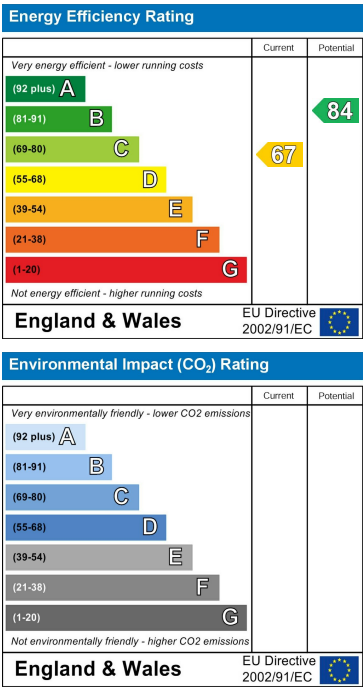 Energy Efficiency Rating
Current Potential
Very energy efficient - lower running costs
(92 plus) A
(81-91) B
84
(69-80) C
67
(55-68) D
(39-54) E
(21-38) F
(1-20) G
Not energy efficient - higher running costs
England & Wales
EU Directive
2002/91/EC
Environmental Impact (CO₂) Rating
Current Potential
Very environmentally friendly - lower CO2 emissions
(92 plus) A
(81-91) B
(69-80) C
(55-68) D
(39-54) E
(21-38) F
(1-20) G
Not environmentally friendly - higher CO2 emissions
England & Wales
EU Directive
2002/91/EC